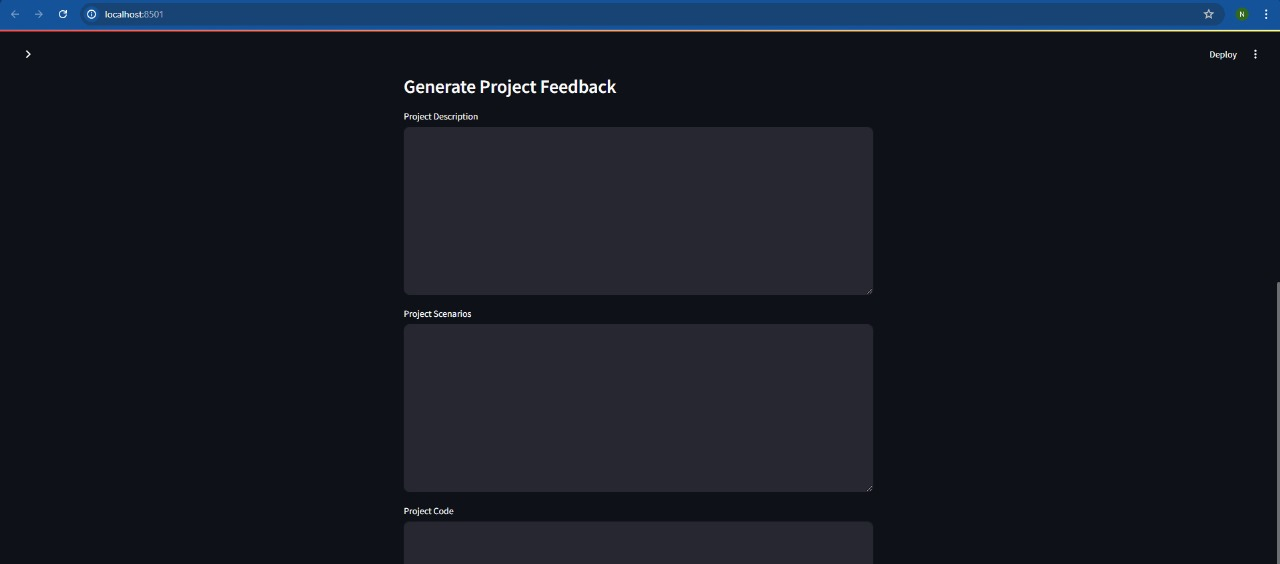 localhost:8501
N
Deploy
Generate Project Feedback
Project Description
Project Scenarios
Project Code